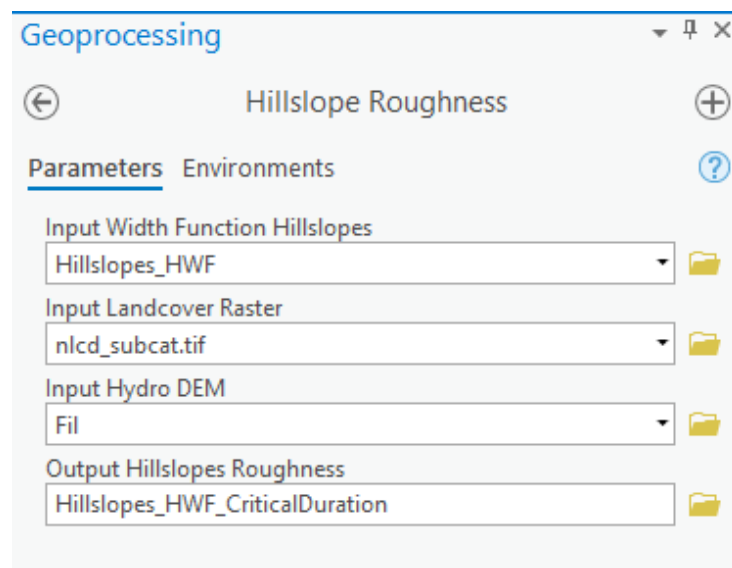 Geoprocessing
Hillslope Roughness
Parameters Environments
Input Width Function Hillslopes
Hillslopes_HWF
Input Landcover Raster
nlcd_subcat.tif
Input Hydro DEM
Fil
Output Hillslopes Roughness
Hillslopes_HWF_CriticalDuration